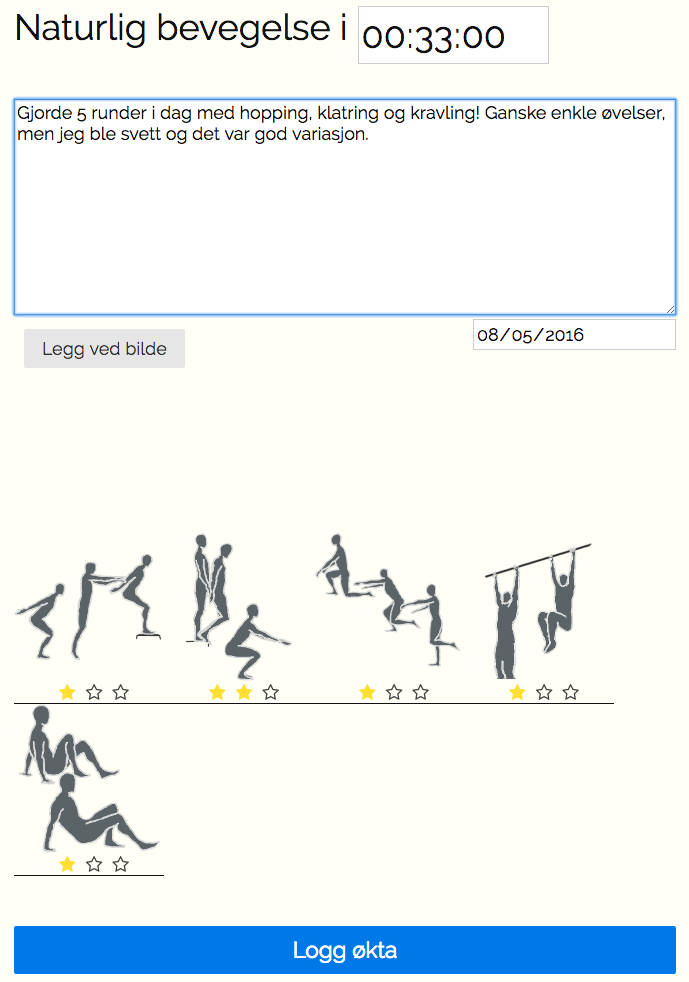 Naturlig bevegelse i 00:33:00
Gjorde 5 runder i dag med hopping, klatring og kravling! Ganske enkle øvelser,
men jeg ble svett og det var god variasjon.
Legg ved bilde
08/05/2016
Logg økta